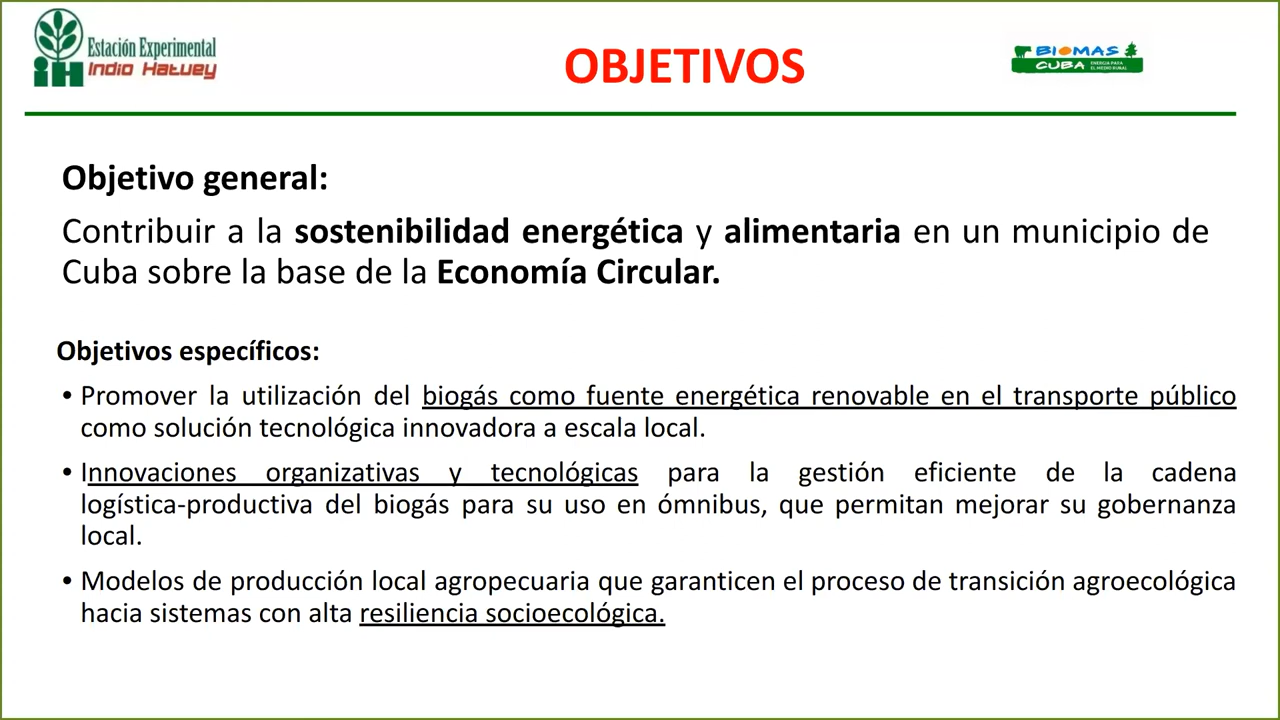 Estación Experimental
Indio Hatuey
OBJETIVOS
BIOMAS
CUBA
ENERGÍA PARA
EL MEDIO RURAL
Objetivo general:
Contribuir a la sostenibilidad energética y alimentaria en un municipio de
Cuba sobre la base de la Economía Circular.
Objetivos específicos:
• Promover la utilización del biogás como fuente energética renovable en el transporte público
como solución tecnológica innovadora a escala local.
• Innovaciones organizativas y tecnológicas para la gestión eficiente de la cadena
logística-productiva del biogás para su uso en ómnibus, que permitan mejorar su gobernanza
local.
• Modelos de producción local agropecuaria que garanticen el proceso de transición agroecológica
hacia sistemas con alta resiliencia socioecológica.